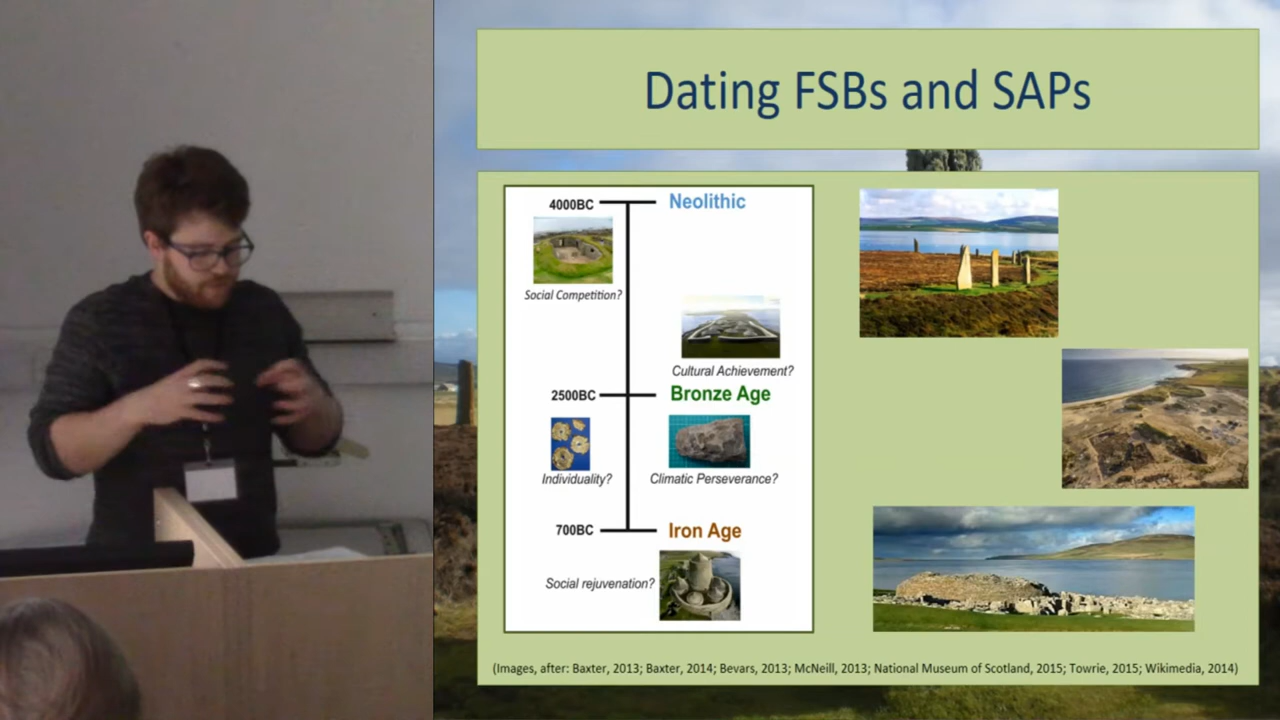 Dating FSBs and SAPs
4000BC
Neolithic
Social Competition?
Cultural Achievement?
2500BC
Bronze Age
Individuality?
Climatic Perseverance?
700BC
Iron Age
Social rejuvenation?
(Images, after: Baxter, 2013; Baxter, 2014; Bevars, 2013; McNeill, 2013; National Museum of Scotland, 2015; Towrie, 2015; Wikimedia, 2014)